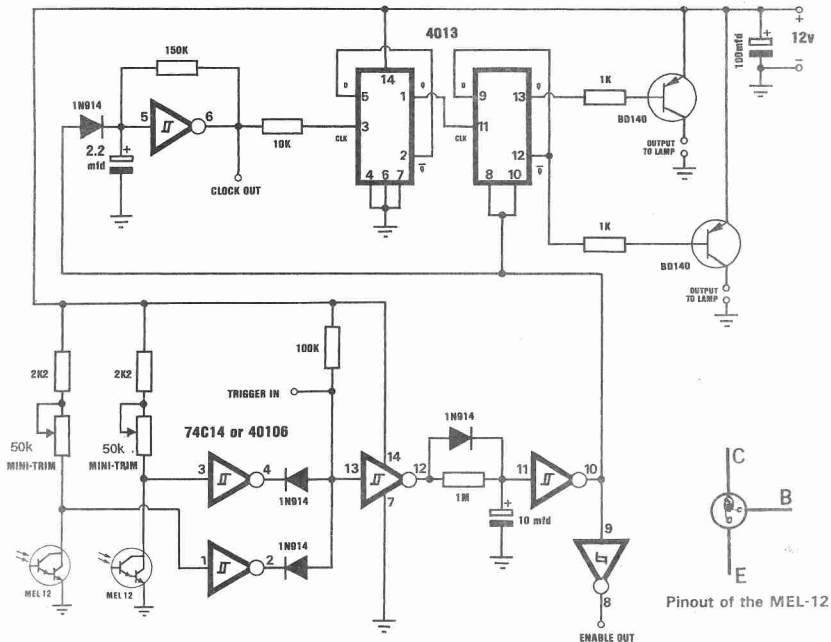 4013
12v
+
−
100mfd
150K
1N914
5
6
10K
2.2
mfd
+
CLOCK OUT
14
D
Q
5
1
3
CLK
2
Q̅
4 6 7
D
Q
9
13
11
CLK
12
Q̅
8 10
1K
BD140
OUTPUT
TO LAMP
1K
BD140
OUTPUT
TO LAMP
2K2
2K2
100K
TRIGGER IN
50k
MINI-TRIM
50k
MINI-TRIM
74C14 or 40106
3
4
1N914
13
14
12
7
1N914
1M
11
10
+
10 mfd
1
2
1N914
MEL 12
MEL 12
9
8
ENABLE OUT
C
B
E
Pinout of the MEL-12